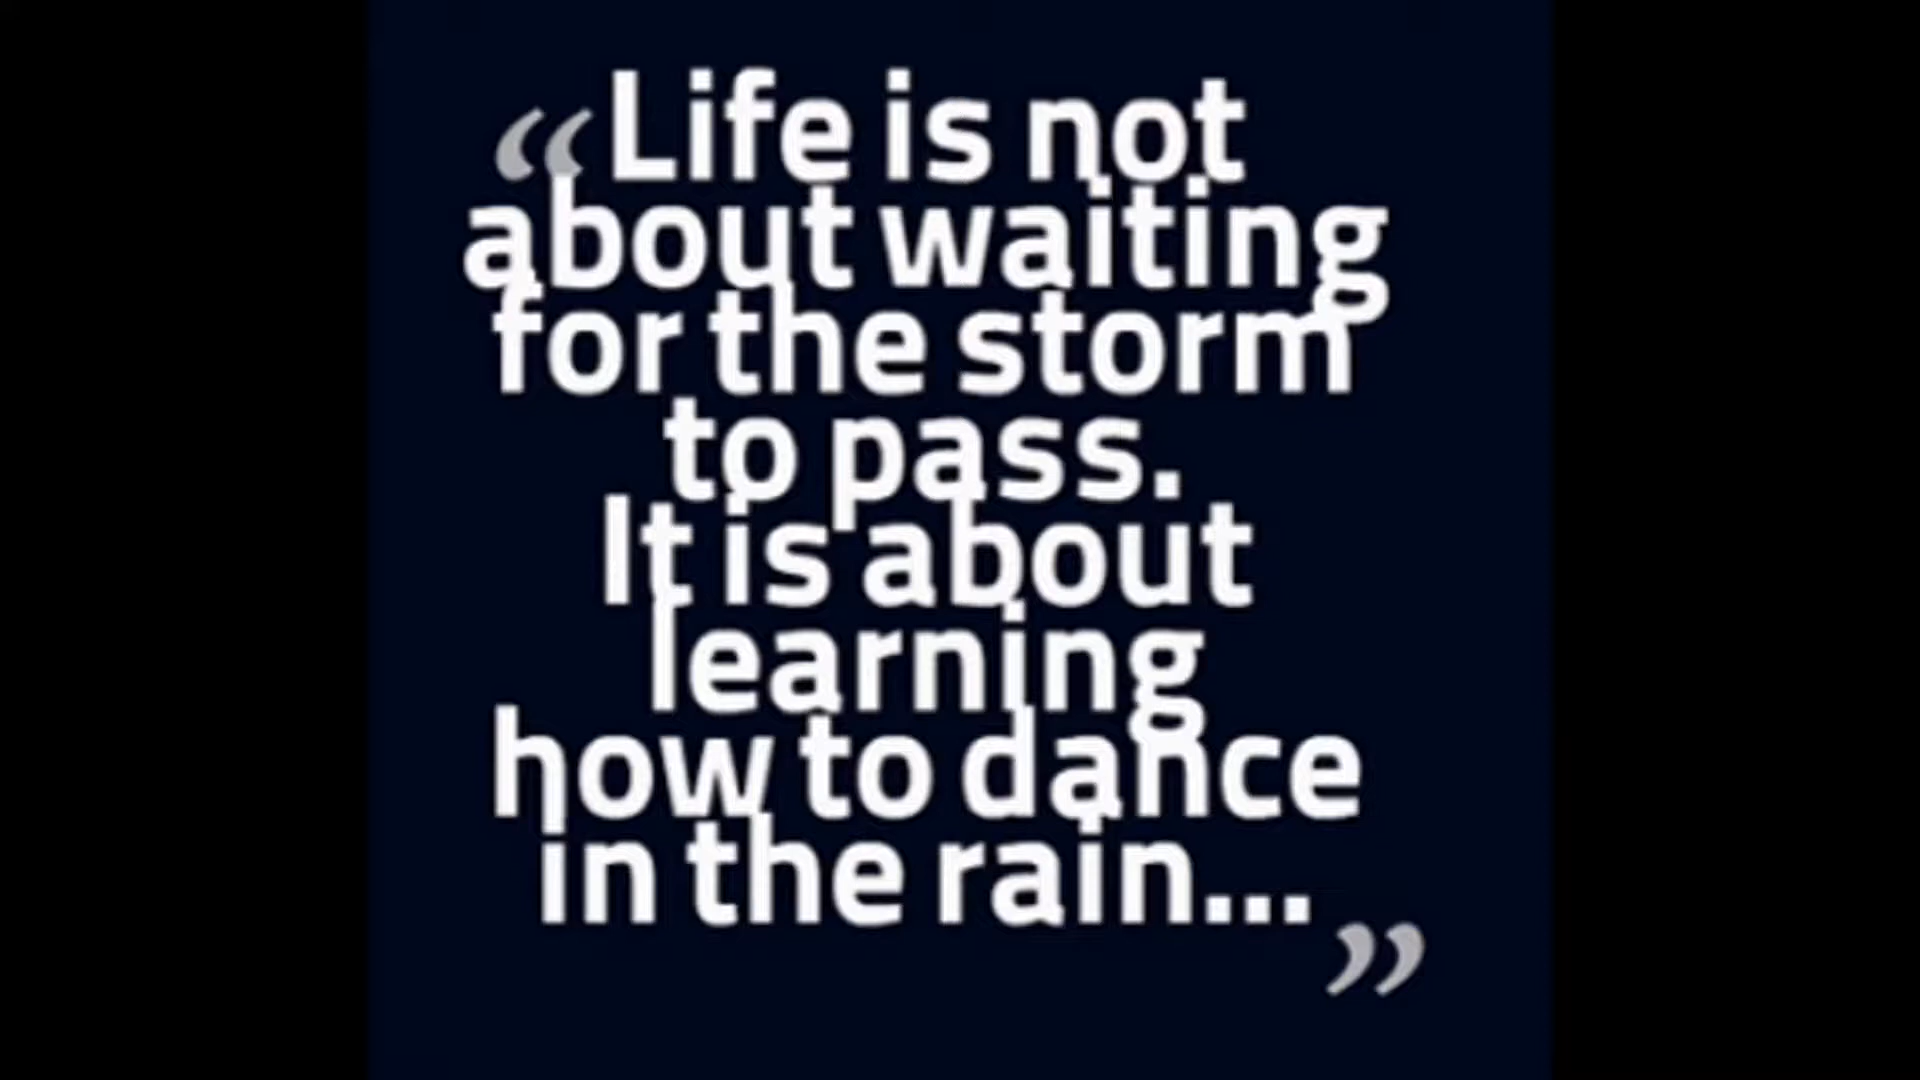 “Life is not
about waiting
for the storm
to pass.
It is about
learning
how to dance
in the rain...”